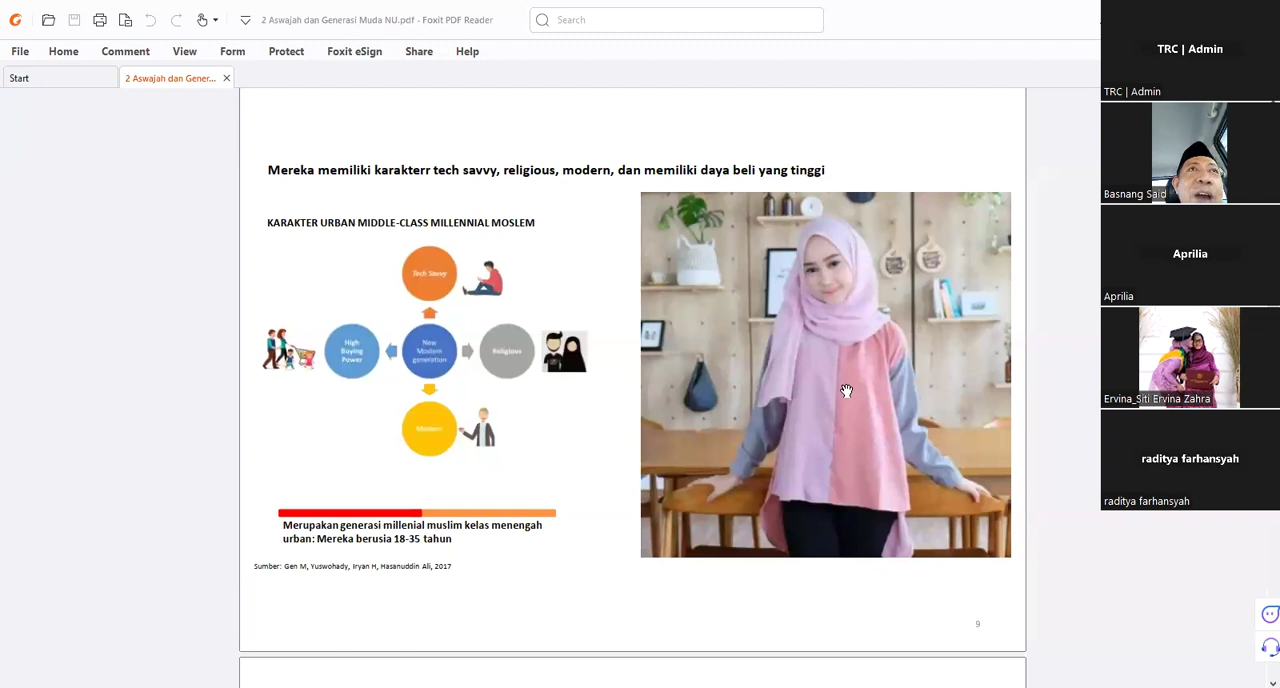 2 Aswajah dan Generasi Muda NU.pdf - Foxit PDF Reader
Search
File Home Comment View Form Protect Foxit eSign Share Help
Start
2 Aswajah dan Gener...
Mereka memiliki karakterr tech savvy, religious, modern, dan memiliki daya beli yang tinggi
KARAKTER URBAN MIDDLE-CLASS MILLENNIAL MOSLEM
Tech Savvy
High
Buying
Power
New
Modern
generation
Religious
Modern
Merupakan generasi millenial muslim kelas menengah
urban: Mereka berusia 18-35 tahun
Sumber: Gen M, Yuswohady, Iryan H, Hasanuddin Ali, 2017
9
TRC | Admin
TRC | Admin
Basnang Said
Aprilia
Aprilia
Ervina_Siti Ervina Zahra
raditya farhansyah
raditya farhansyah